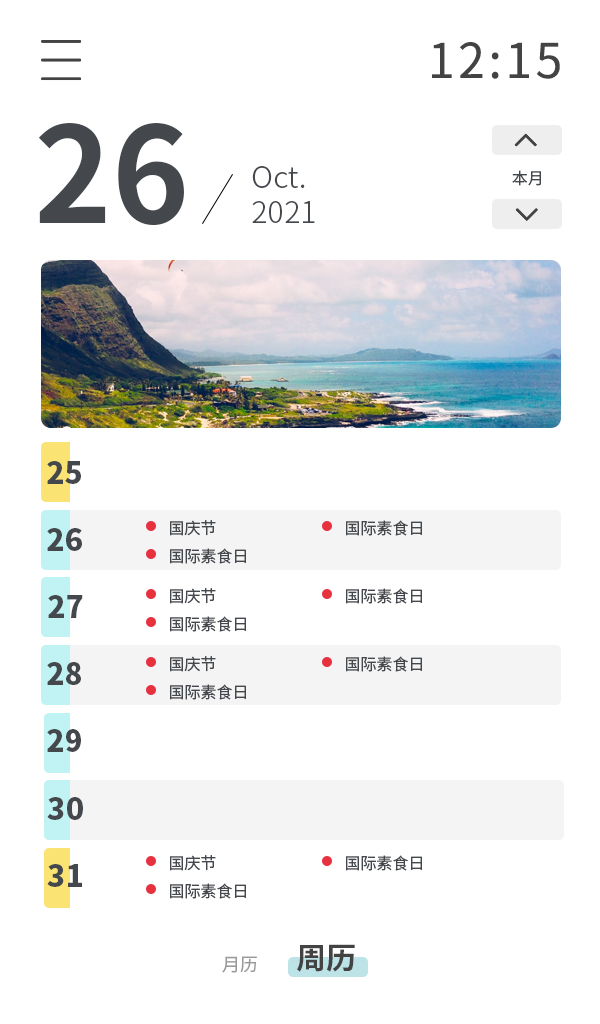 12:15
26
Oct.
2021
本月
25
26
国庆节 国际素食日
国际素食日
27
国庆节 国际素食日
国际素食日
28
国庆节 国际素食日
国际素食日
29
30
31
国庆节 国际素食日
国际素食日
月历 周历